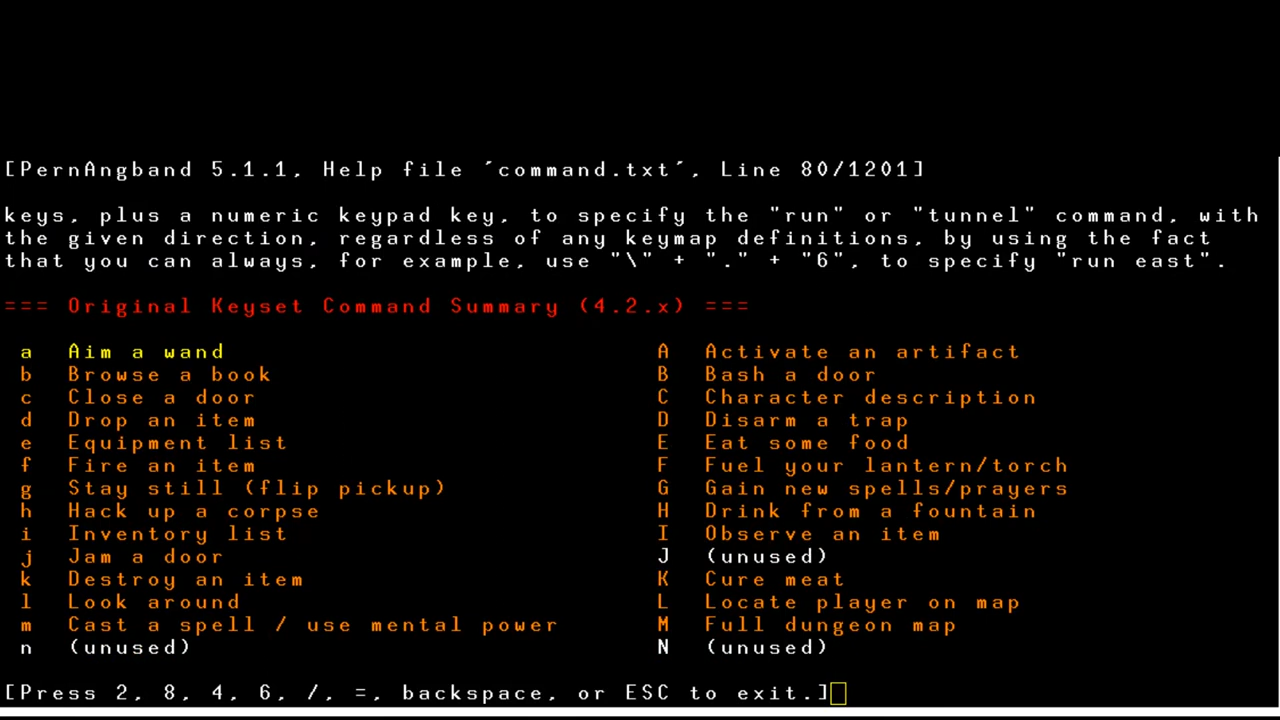 [PernAngband 5.1.1, Help file ´command.txt´, Line 80/1201]
keys, plus a numeric keypad key, to specify the "run" or "tunnel" command, with
the given direction, regardless of any keymap definitions, by using the fact
that you can always, for example, use "\" + "." + "6", to specify "run east".
=== Original Keyset Command Summary (4.2.x) ===
a Aim a wand A Activate an artifact
b Browse a book B Bash a door
c Close a door C Character description
d Drop an item D Disarm a trap
e Equipment list E Eat some food
f Fire an item F Fuel your lantern/torch
g Stay still (flip pickup) G Gain new spells/prayers
h Hack up a corpse H Drink from a fountain
i Inventory list I Observe an item
j Jam a door J (unused)
k Destroy an item K Cure meat
l Look around L Locate player on map
m Cast a spell / use mental power M Full dungeon map
n (unused) N (unused)
[Press 2, 8, 4, 6, /, =, backspace, or ESC to exit.]